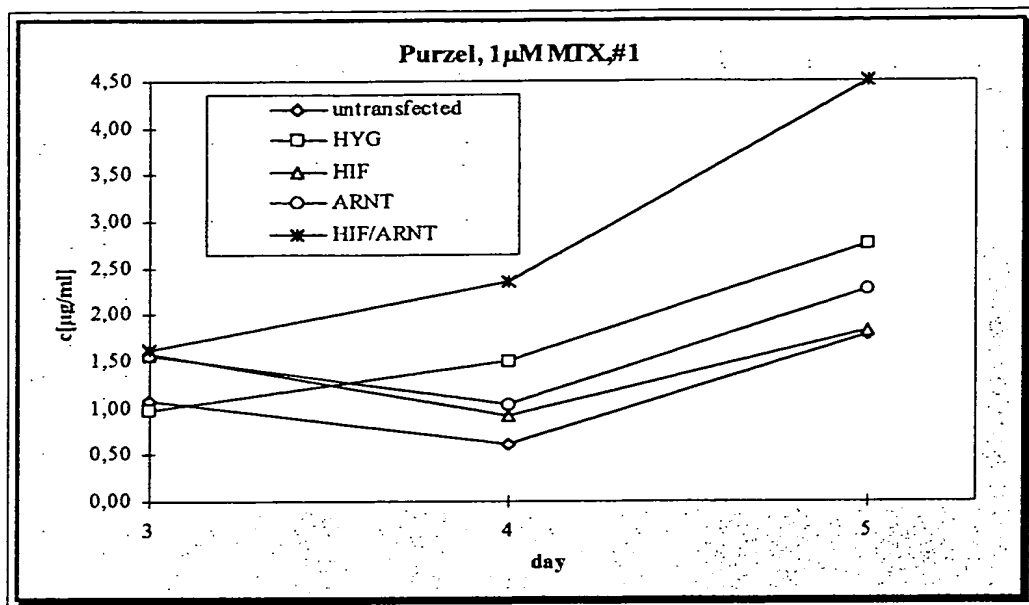 Purzel, 1µM MTX,#1
4,50
4,00
3,50
3,00
2,50
2,00
1,50
1,00
0,50
0,00
c[µg/ml]
untransfected
HYG
HIF
ARNT
HIF/ARNT
3
4
5
day